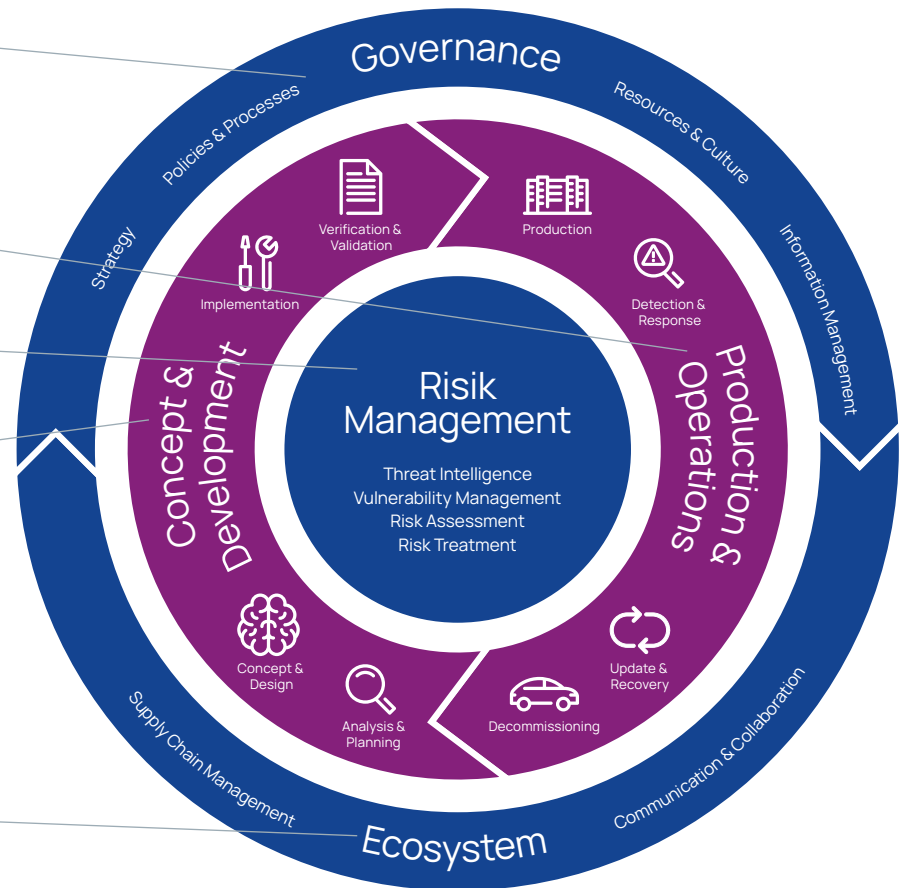 Governance
Policies & Processes
Resources & Culture
Strategy
Information Management
Verification &
Validation
Production
Implementation
Detection &
Response
Concept &
Development
Risik
Management
Threat Intelligence
Vulnerability Management
Risk Assessment
Risk Treatment
Production &
Operations
Concept &
Design
Analysis &
Planning
Update &
Recovery
Decommissioning
Supply Chain Management
Communication & Collaboration
Ecosystem